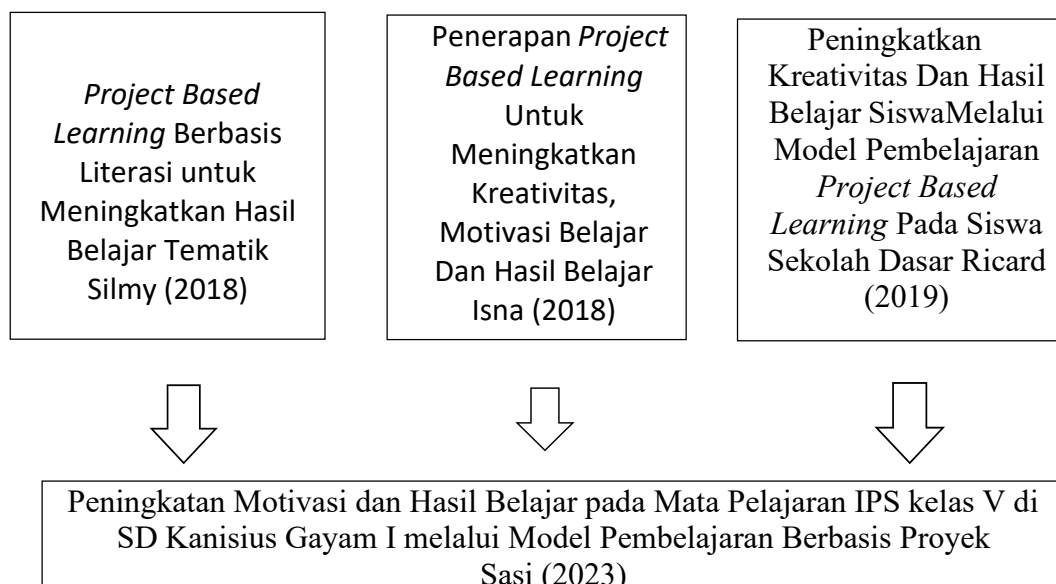 Project Based
Learning Berbasis
Literasi untuk
Meningkatkan Hasil
Belajar Tematik
Silmy (2018)
Penerapan Project
Based Learning
Untuk
Meningkatkan
Kreativitas,
Motivasi Belajar
Dan Hasil Belajar
Isna (2018)
Peningkatkan
Kreativitas Dan Hasil
Belajar SiswaMelalui
Model Pembelajaran
Project Based
Learning Pada Siswa
Sekolah Dasar Ricard
(2019)
Peningkatan Motivasi dan Hasil Belajar pada Mata Pelajaran IPS kelas V di
SD Kanisius Gayam I melalui Model Pembelajaran Berbasis Proyek
Sasi (2023)